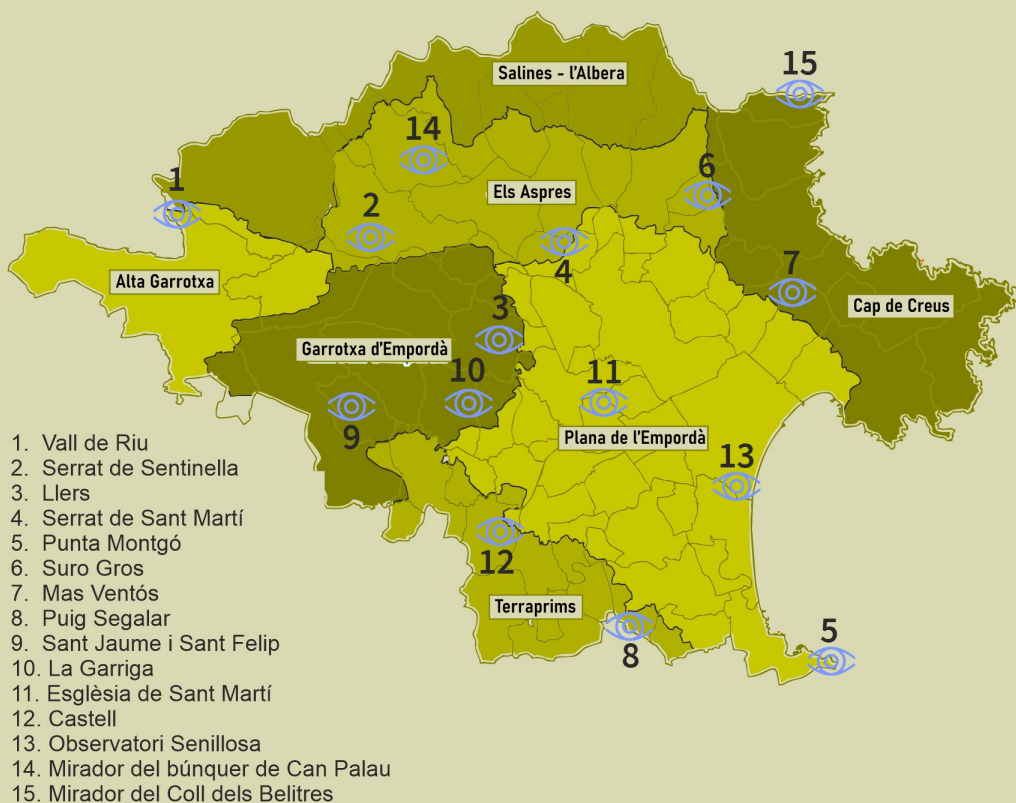 15
Salines - l'Albera
14
1
6
Els Aspres
2
4
7
Alta Garrotxa
Cap de Creus
3
Garrotxa d'Empordà
10
11
9
Plana de l'Empordà
13
12
Terraprims
5
8
1. Vall de Riu
2. Serrat de Sentinella
3. Llers
4. Serrat de Sant Martí
5. Punta Montgó
6. Suro Gros
7. Mas Ventós
8. Puig Segalar
9. Sant Jaume i Sant Felip
10. La Garriga
11. Esglèsia de Sant Martí
12. Castell
13. Observatori Senillosa
14. Mirador del búnquer de Can Palau
15. Mirador del Coll dels Belitres